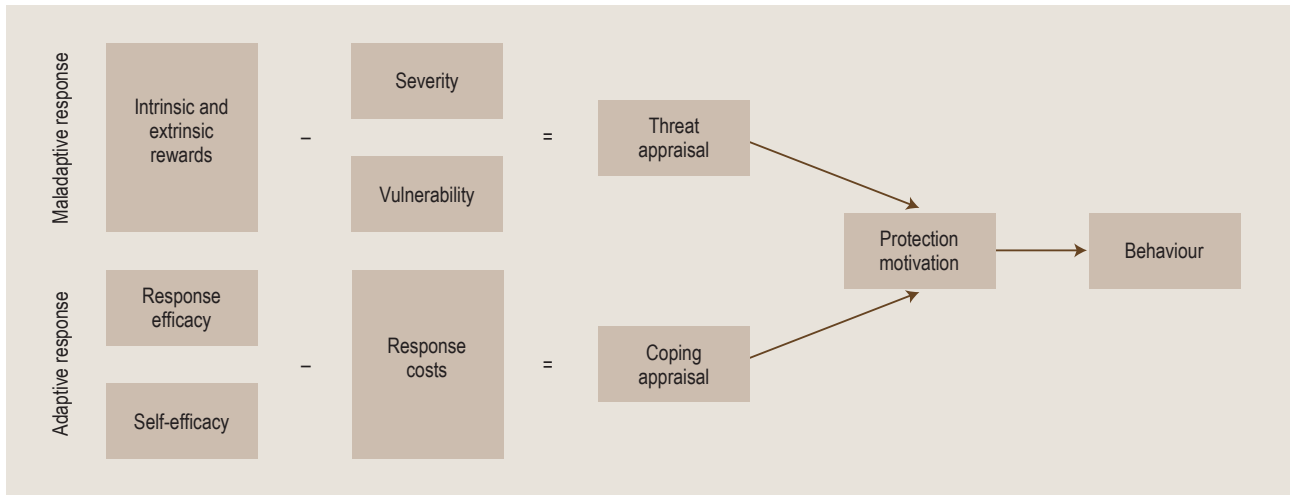 Maladaptive response
Intrinsic and
extrinsic
rewards
–
Severity
Vulnerability
=
Threat
appraisal
Adaptive response
Response
efficacy
Self-efficacy
–
Response
costs
=
Coping
appraisal
Protection
motivation
Behaviour